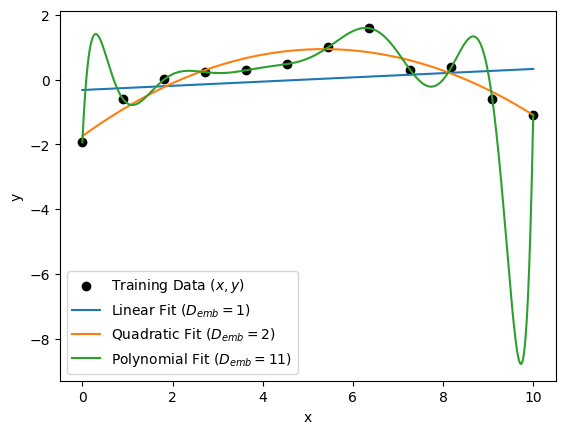 2
0
−2
−4
−6
−8
y
Training Data (x, y)
Linear Fit (D_emb = 1)
Quadratic Fit (D_emb = 2)
Polynomial Fit (D_emb = 11)
0 2 4 6 8 10
x